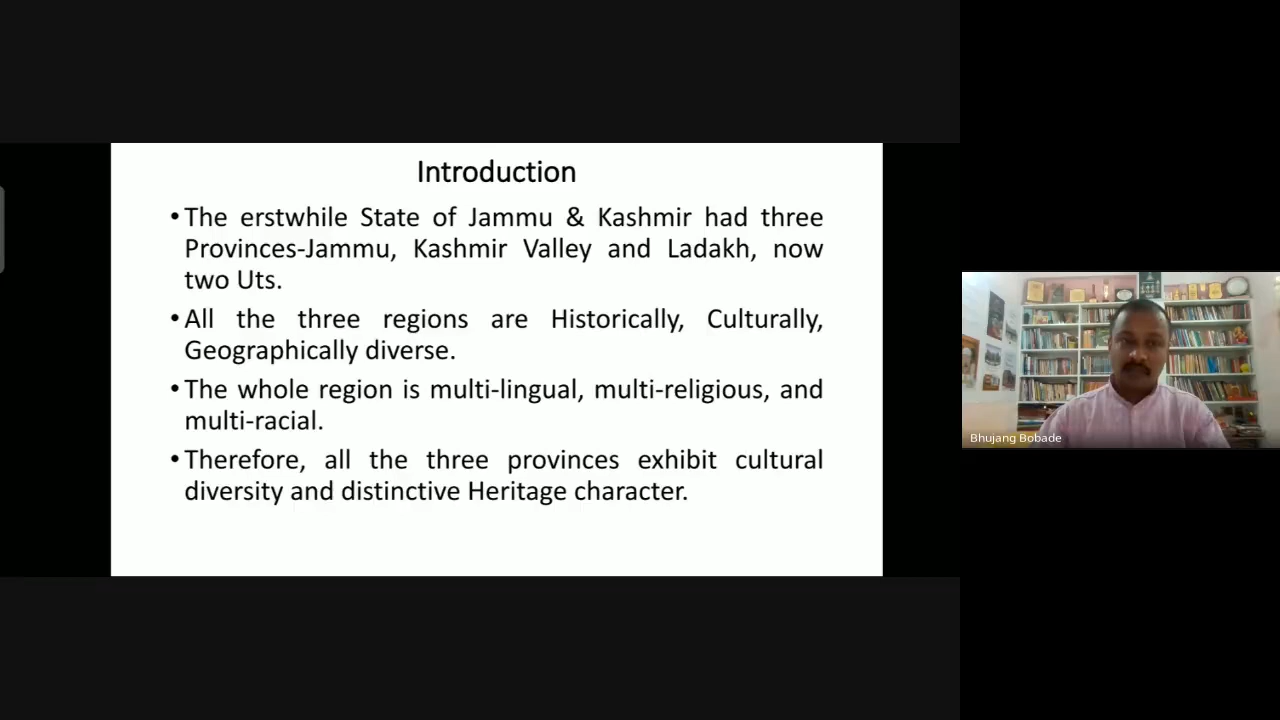 Introduction
•The erstwhile State of Jammu & Kashmir had three
Provinces-Jammu, Kashmir Valley and Ladakh, now
two Uts.
•All the three regions are Historically, Culturally,
Geographically diverse.
•The whole region is multi-lingual, multi-religious, and
multi-racial.
•Therefore, all the three provinces exhibit cultural
diversity and distinctive Heritage character.
Bhujang Bobade